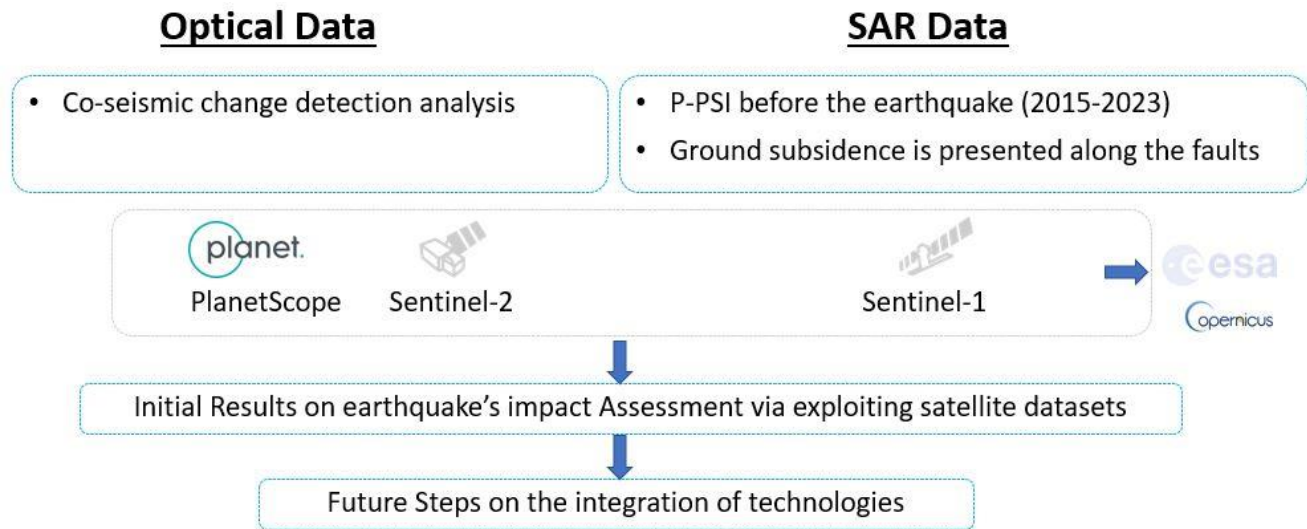 Optical Data
SAR Data
• Co-seismic change detection analysis
• P-PSI before the earthquake (2015-2023)
• Ground subsidence is presented along the faults
planet.
PlanetScope
Sentinel-2
Sentinel-1
esa
opernicus
Initial Results on earthquake's impact Assessment via exploiting satellite datasets
Future Steps on the integration of technologies